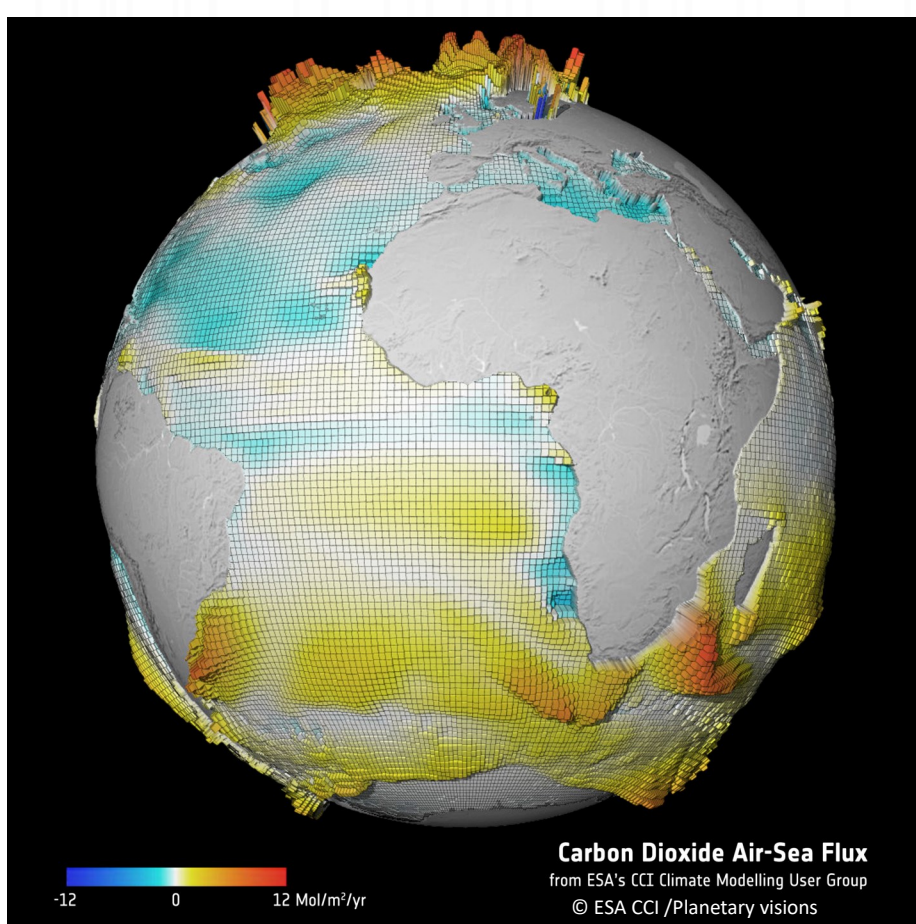 Carbon Dioxide Air-Sea Flux
from ESA's CCI Climate Modelling User Group
© ESA CCI /Planetary visions
-12 0 12 Mol/m²/yr